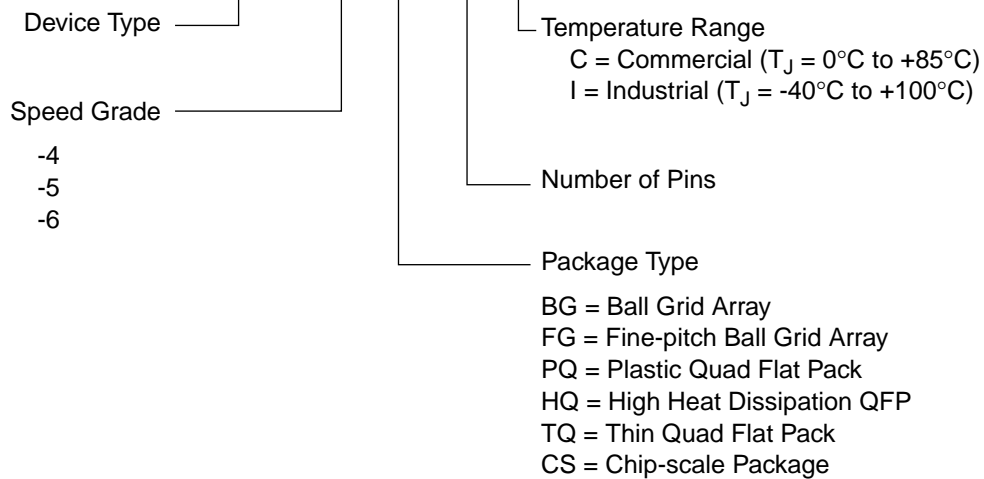 Device Type
Temperature Range
C = Commercial (TJ = 0°C to +85°C)
I = Industrial (TJ = -40°C to +100°C)
Speed Grade
-4
-5
-6
Number of Pins
Package Type
BG = Ball Grid Array
FG = Fine-pitch Ball Grid Array
PQ = Plastic Quad Flat Pack
HQ = High Heat Dissipation QFP
TQ = Thin Quad Flat Pack
CS = Chip-scale Package